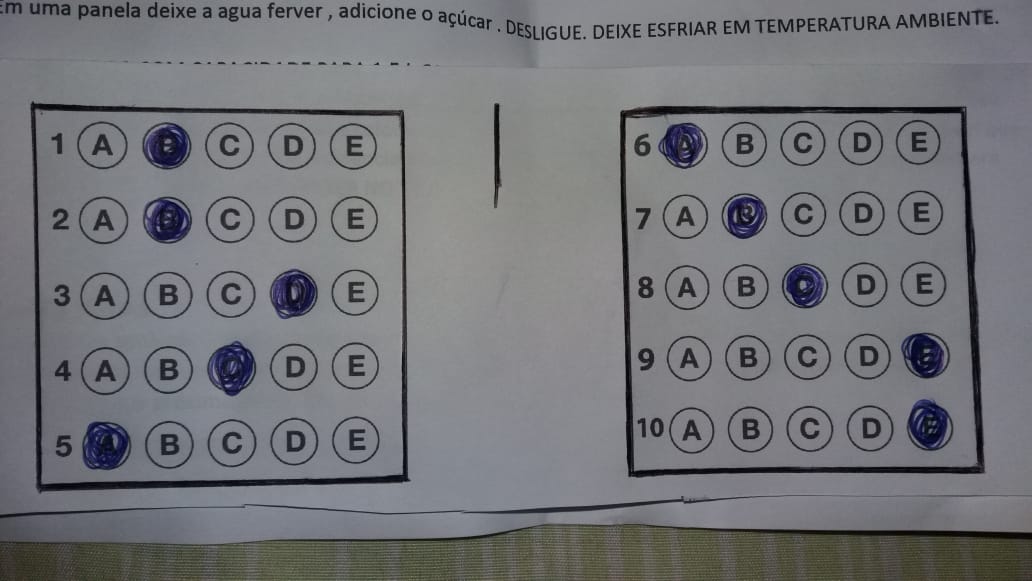 Em uma panela deixe a agua ferver , adicione o açúcar . DESLIGUE. DEIXE ESFRIAR EM TEMPERATURA AMBIENTE.
1 A B C D E
2 A B C D E
3 A B C D E
4 A B C D E
5 A B C D E
6 A B C D E
7 A B C D E
8 A B C D E
9 A B C D E
10 A B C D E